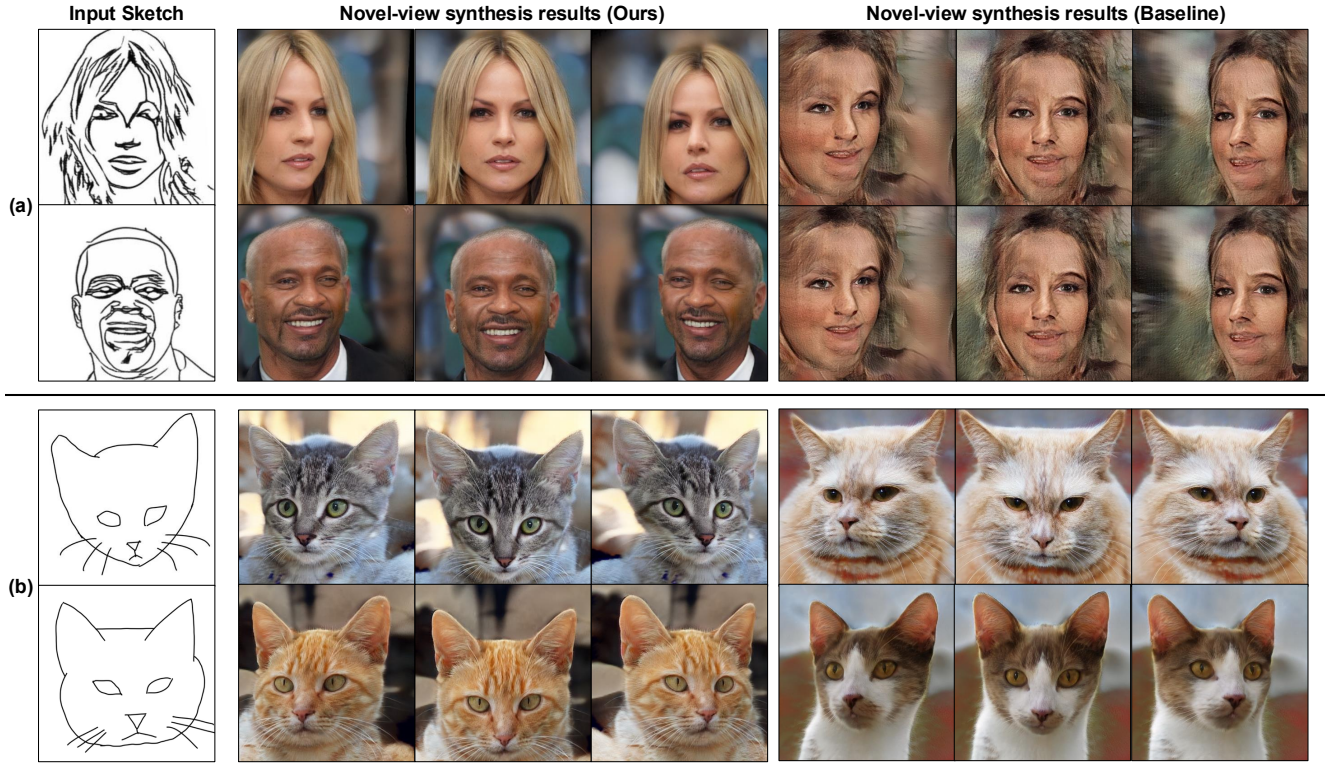 Input Sketch
Novel-view synthesis results (Ours)
Novel-view synthesis results (Baseline)
(a)
(b)